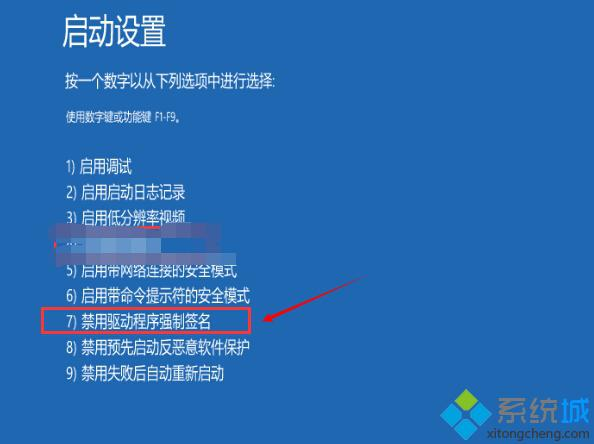 启动设置
按一个数字以从下列选项中进行选择:
使用数字键或功能键 F1-F9。
1) 启用调试
2) 启用启动日志记录
3) 启用低分辨率视频
5) 启用带网络连接的安全模式
6) 启用带命令提示符的安全模式
7) 禁用驱动程序强制签名
8) 禁用预先启动反恶意软件保护
9) 禁用失败后自动重新启动
系统城
xitongcheng.com